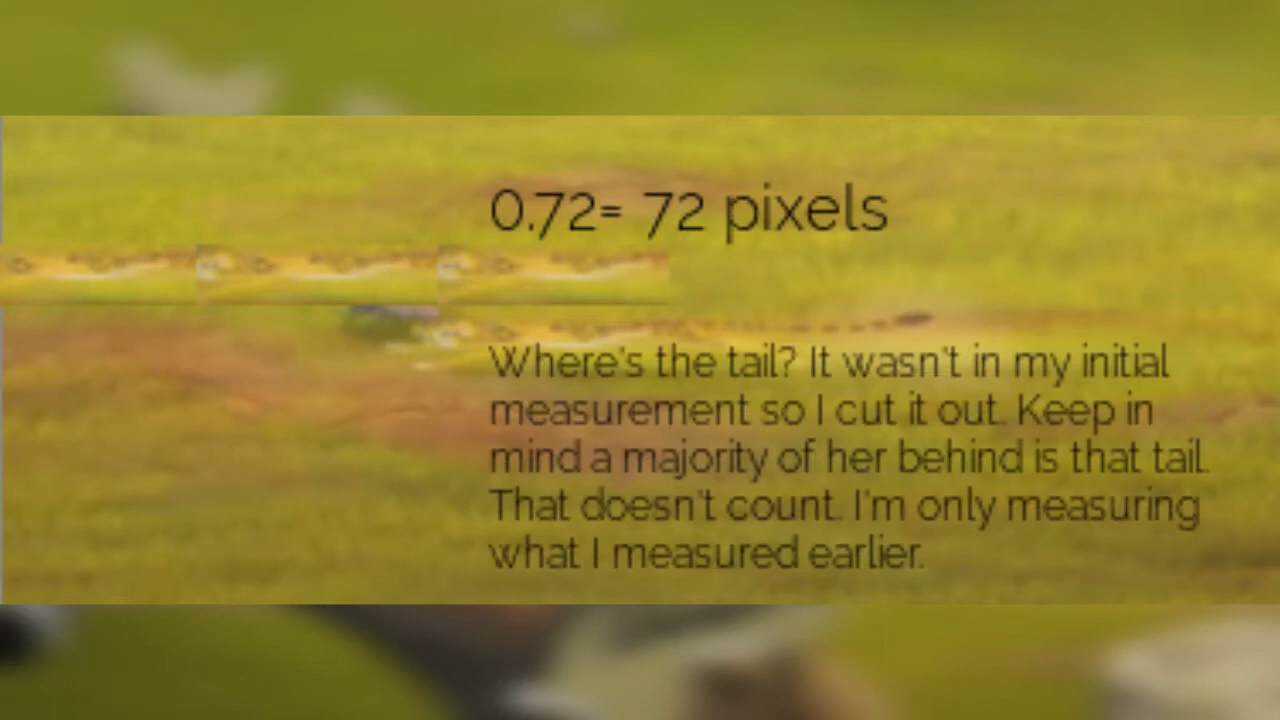 0.72= 72 pixels
Where's the tail? It wasn't in my initial
measurement so I cut it out. Keep in
mind a majority of her behind is that tail.
That doesn't count. I'm only measuring
what I measured earlier.